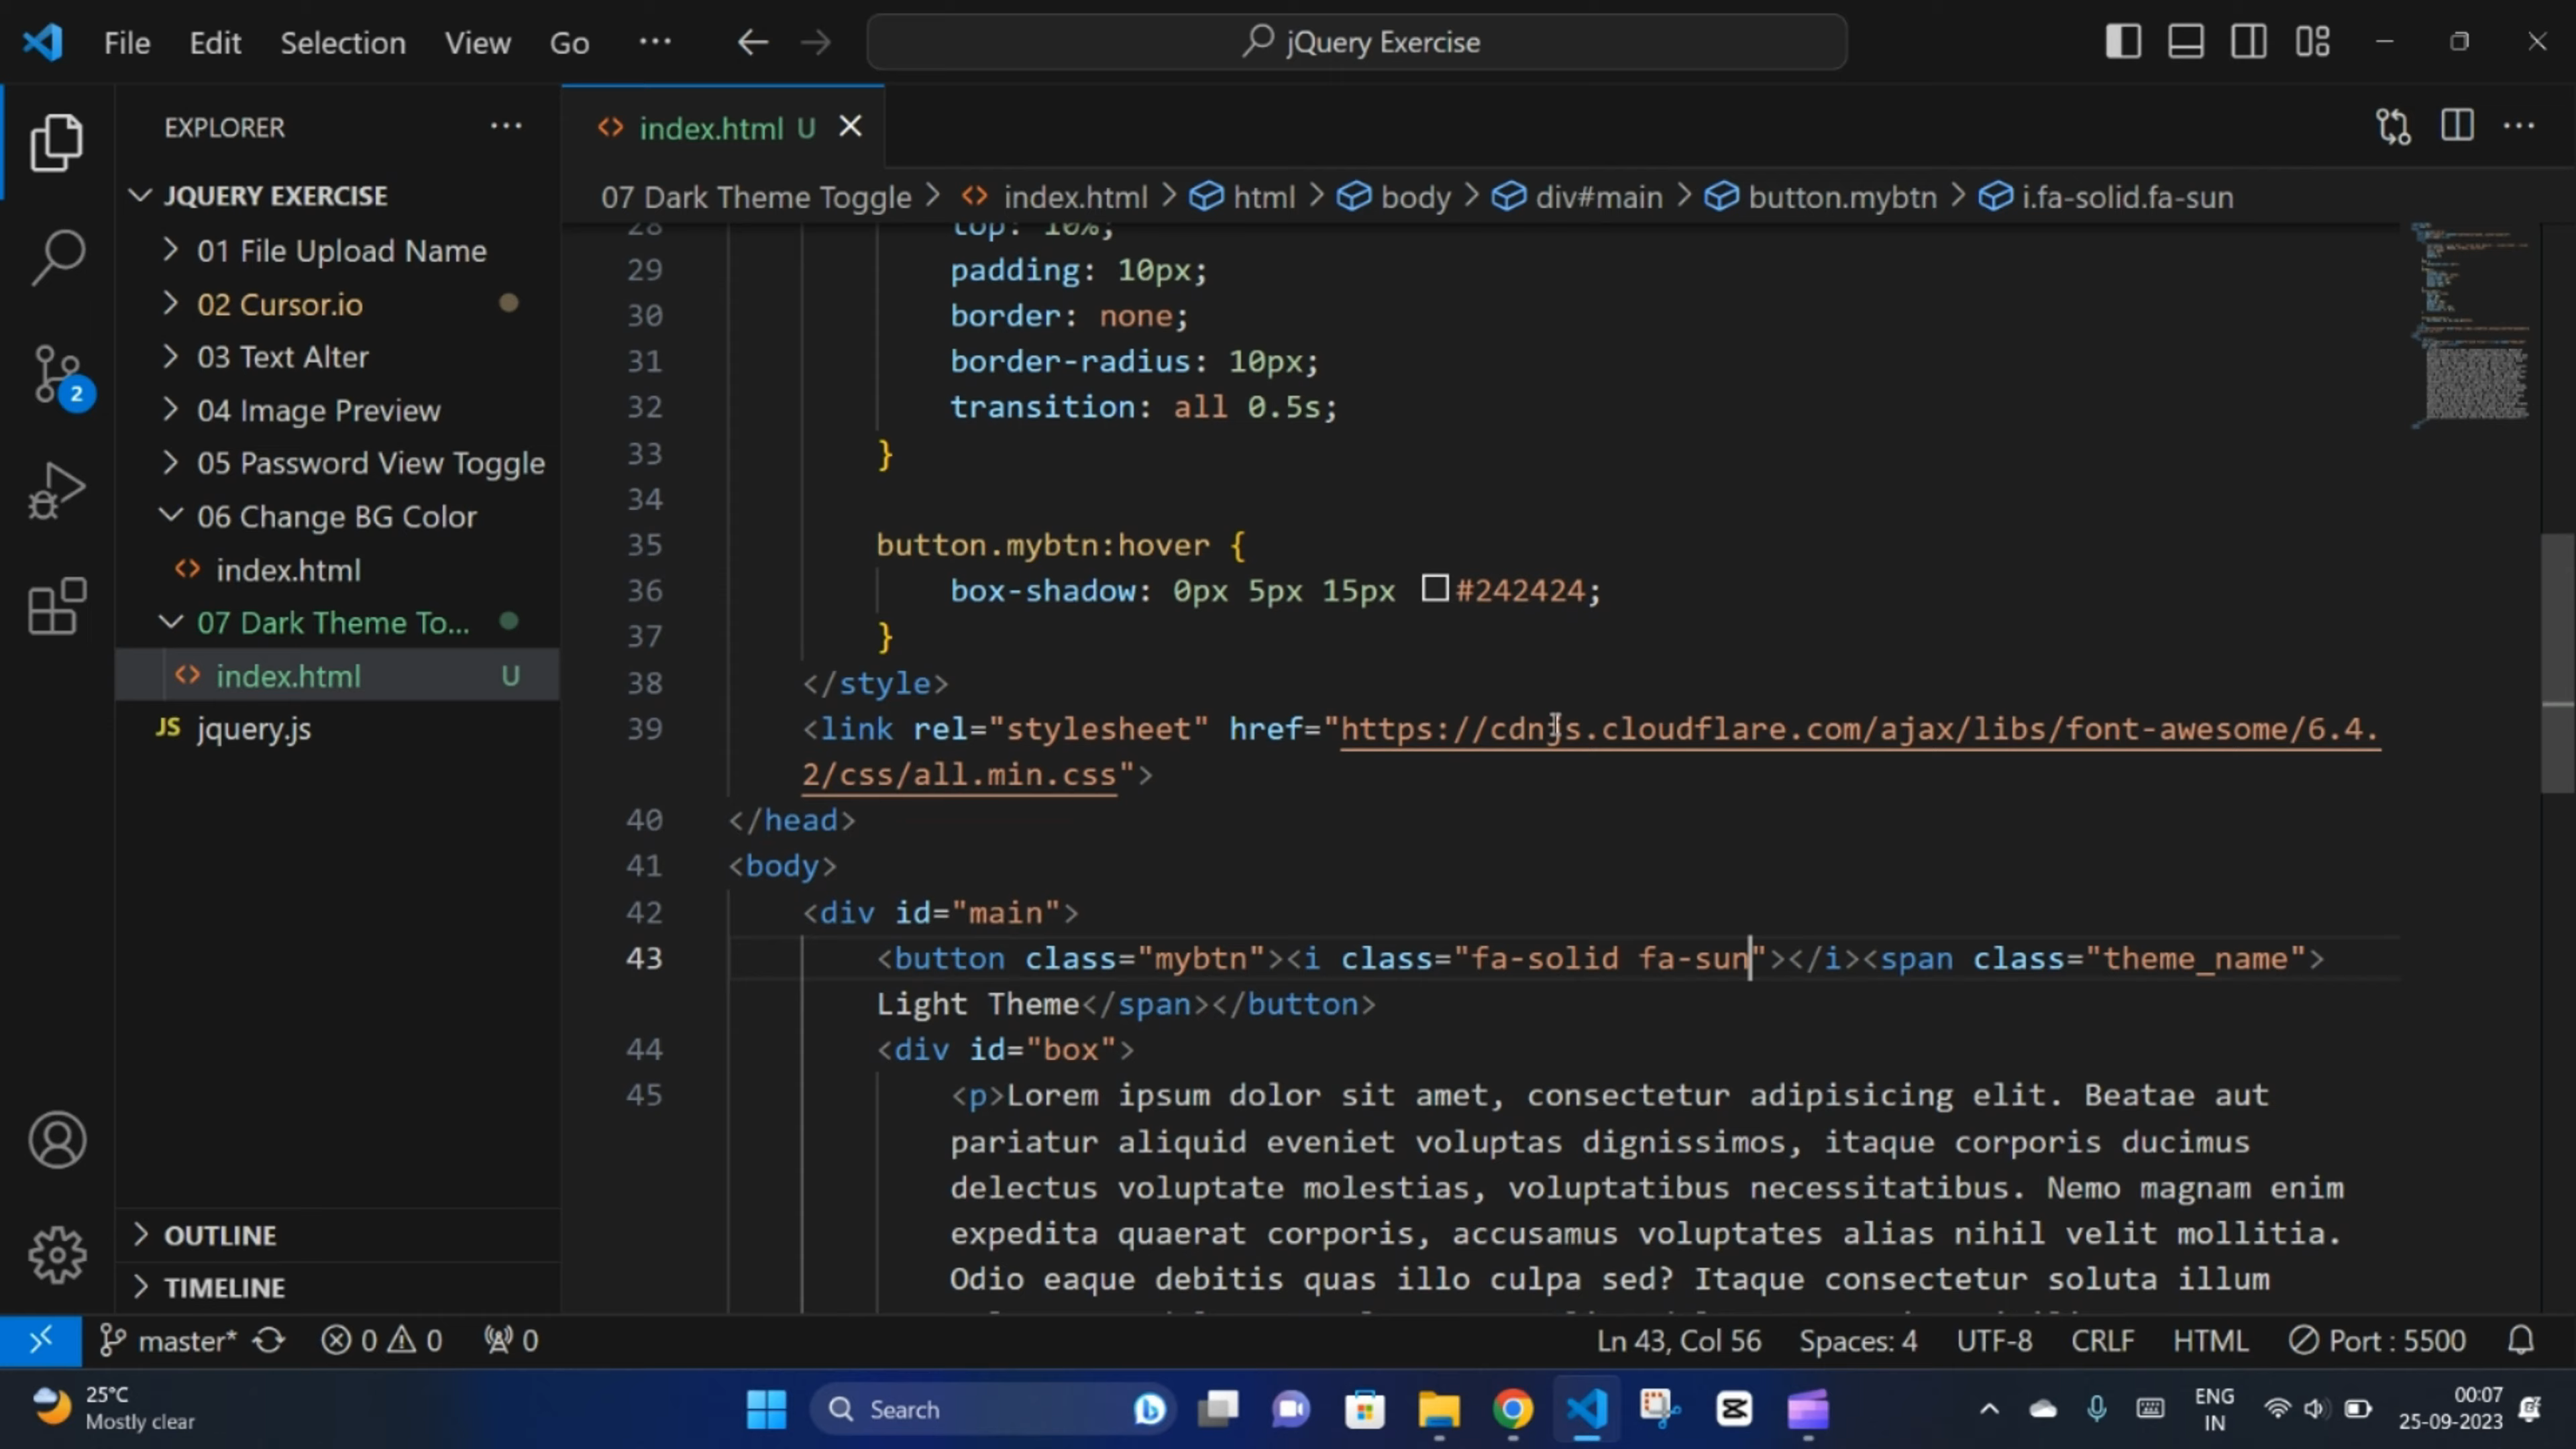 File Edit Selection View Go ···
jQuery Exercise
EXPLORER ···
JQUERY EXERCISE
01 File Upload Name
02 Cursor.io
03 Text Alter
04 Image Preview
05 Password View Toggle
06 Change BG Color
index.html
07 Dark Theme To...
index.html U
JS jquery.js
OUTLINE
TIMELINE
2
index.html U
07 Dark Theme Toggle > index.html > html > body > div#main > button.mybtn > i.fa-solid.fa-sun
28 top: 10%;
29 padding: 10px;
30 border: none;
31 border-radius: 10px;
32 transition: all 0.5s;
33 }
34
35 button.mybtn:hover {
36 box-shadow: 0px 5px 15px #242424;
37 }
38 </style>
39 <link rel="stylesheet" href="https://cdnjs.cloudflare.com/ajax/libs/font-awesome/6.4.
2/css/all.min.css">
40 </head>
41 <body>
42 <div id="main">
43 <button class="mybtn"><i class="fa-solid fa-sun"></i><span class="theme_name">
Light Theme</span></button>
44 <div id="box">
45 <p>Lorem ipsum dolor sit amet, consectetur adipisicing elit. Beatae aut
pariatur aliquid eveniet voluptas dignissimos, itaque corporis ducimus
delectus voluptate molestias, voluptatibus necessitatibus. Nemo magnam enim
expedita quaerat corporis, accusamus voluptates alias nihil velit mollitia.
Odio eaque debitis quas illo culpa sed? Itaque consectetur soluta illum
master* 0 0 0
Ln 43, Col 56 Spaces: 4 UTF-8 CRLF HTML Port : 5500
25°C
Mostly clear
Search
ENG
IN
00:07
25-09-2023